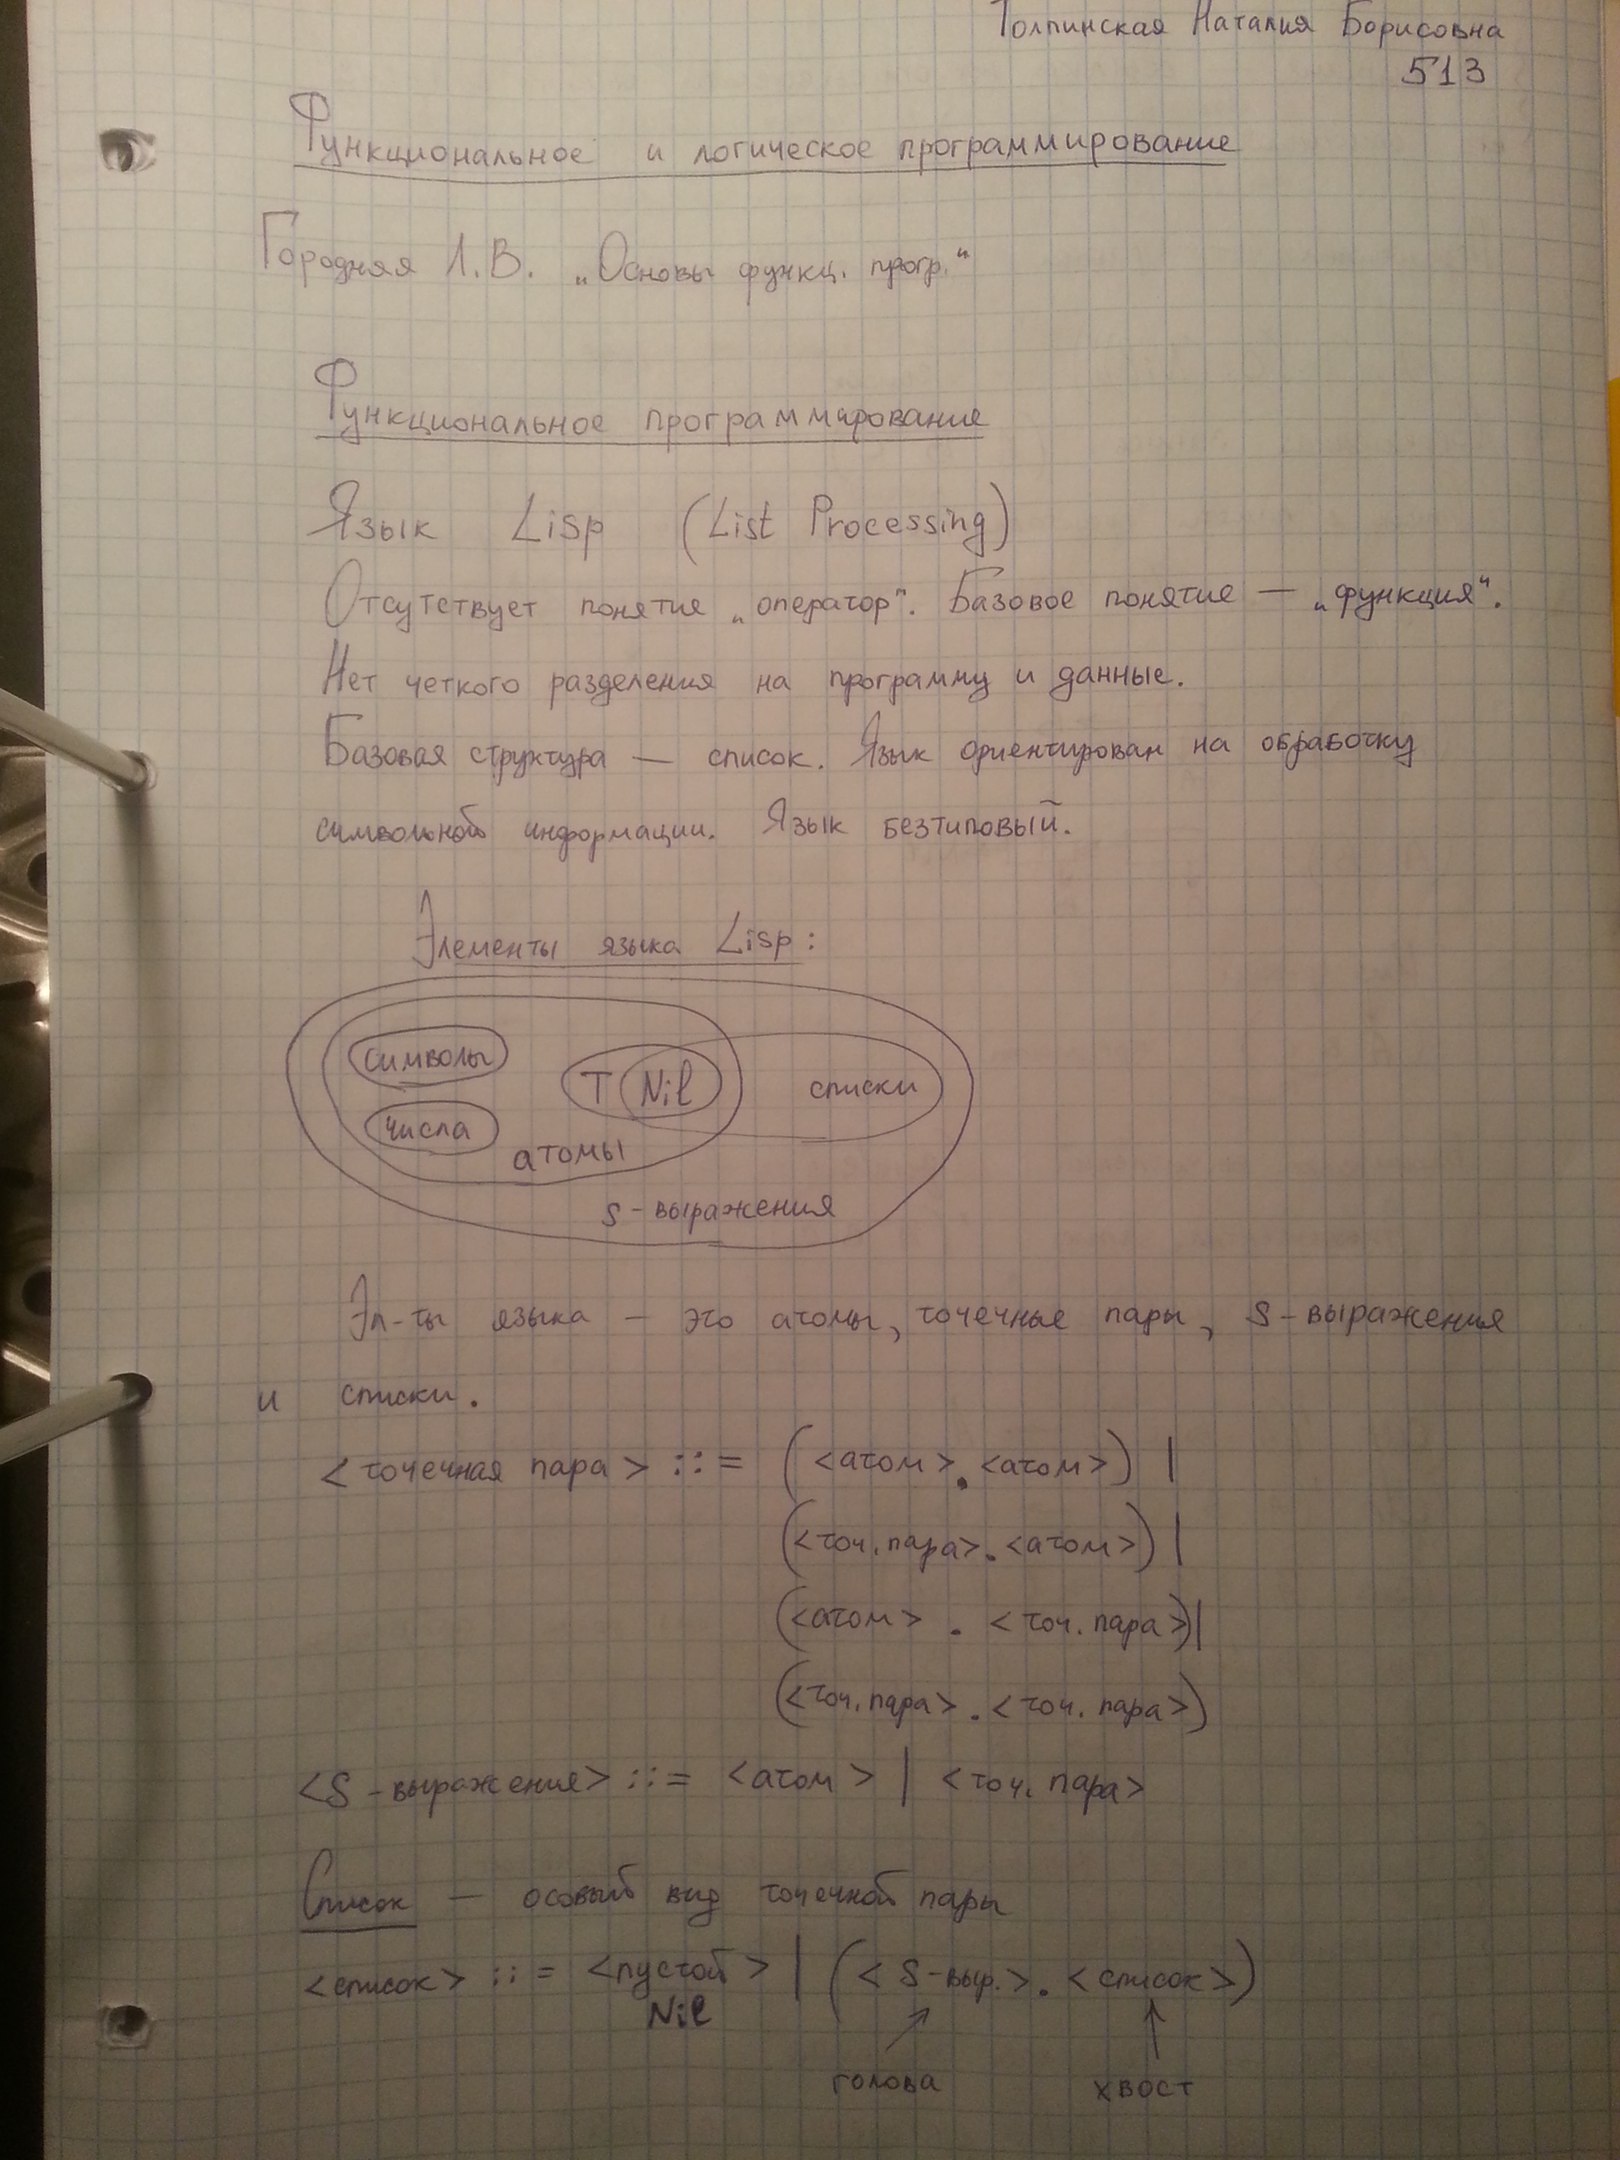 Толпинская Наталия Борисовна
513
Функциональное и логическое программирование
Городняя Л.В. „Основы функц. прогр.“
Функциональное программирование
Язык Lisp (List Processing)
Отсутствует понятие „оператор“. Базовое понятие — „функция“.
Нет четкого разделения на программу и данные.
Базовая структура — список. Язык ориентирован на обработку
символьной информации. Язык безтиповый.
Элементы языка Lisp:
символы
T Nil списки
числа
атомы
S-выражения
Эл-ты языка – это атомы, точечные пары, S-выражения
и списки.
<точечная пара> ::= (<атом>.<атом>) |
(<точ.пара>.<атом>) |
(<атом> . <точ. пара>)|
(<точ.пара>.<точ. пара>)
<S-выражение> ::= <атом> | <точ. пара>
Список — особый вид точечной пары
<список> ::= <пустой> | (<S-выр.>.<список>)
Nil
голова хвост